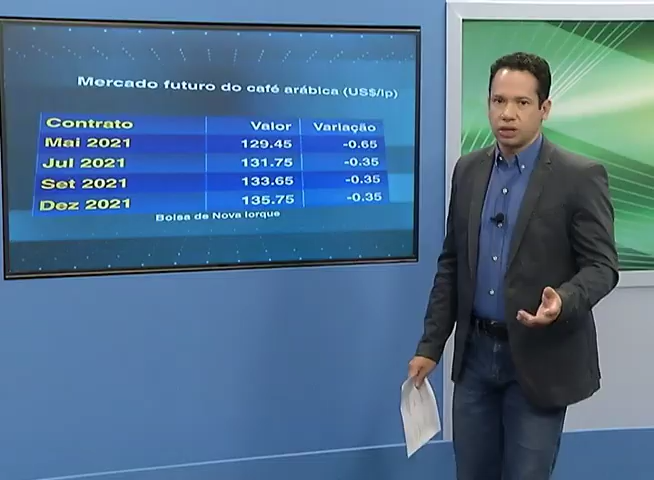 Mercado futuro do café arábica (US$/lp)
Contrato Valor Variação
Mai 2021 129.45 -0.65
Jul 2021 131.75 -0.35
Set 2021 133.65 -0.35
Dez 2021 135.75 -0.35
Bolsa de Nova Iorque